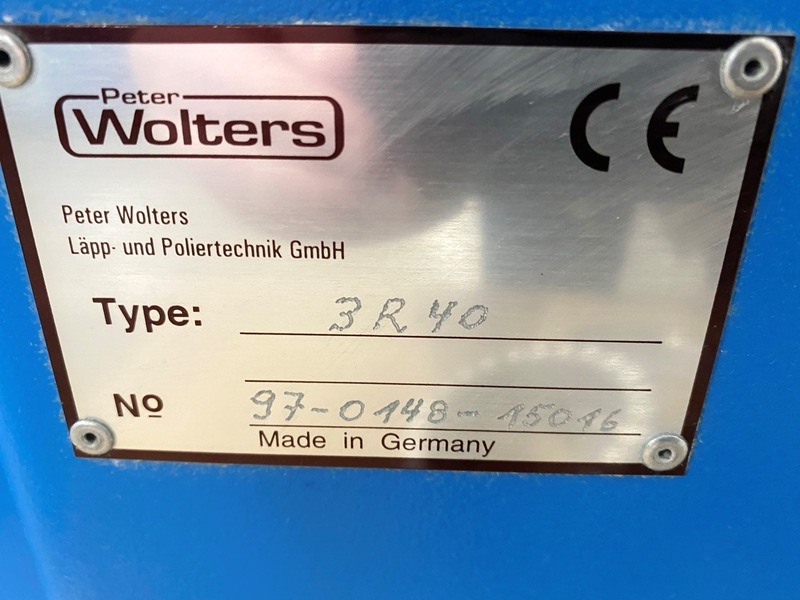 Peter
Wolters
CE
Peter Wolters
Läpp- und Poliertechnik GmbH
Type: 3R40
Nº 97-0148-15016
Made in Germany